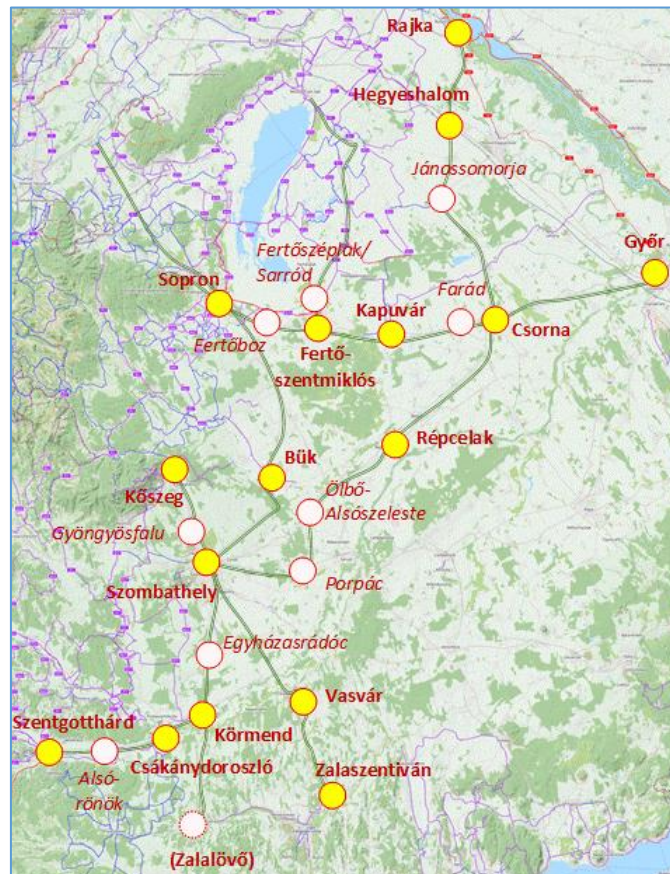 Rajka
Hegyeshalom
Jánossomorja
Győr
Fertőszéplak/
Sarród
Sopron
Farád
Kapuvár
Csorna
Fertőboz
Fertő-
szentmiklós
Répcelak
Bük
Kőszeg
Ölbő-
Alsószeleste
Gyöngyösfalu
Szombathely
Porpác
Egyházasrádóc
Vasvár
Szentgotthárd
Körmend
Csákánydoroszló
Alsó-
rönök
Zalaszentiván
(Zalalövő)